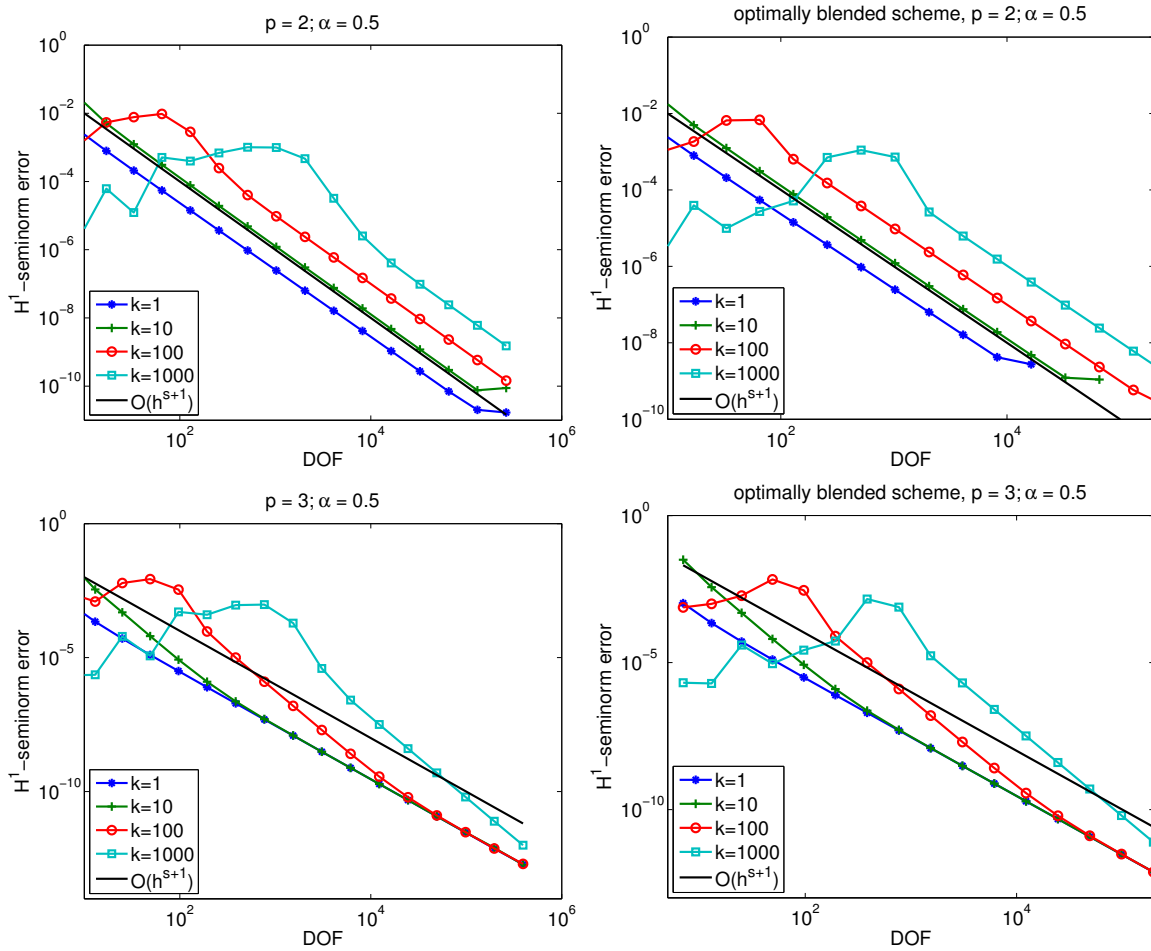 p = 2; α = 0.5
10^0
10^-2
10^-4
10^-6
10^-8
10^-10
H^1−seminorm error
k=1
k=10
k=100
k=1000
O(h^s+1)
10^2
10^4
10^6
DOF
optimally blended scheme, p = 2; α = 0.5
10^0
10^-2
10^-4
10^-6
10^-8
10^-10
H^1−seminorm error
k=1
k=10
k=100
k=1000
O(h^s+1)
10^2
10^4
DOF
p = 3; α = 0.5
10^0
10^-5
10^-10
H^1−seminorm error
k=1
k=10
k=100
k=1000
O(h^s+1)
10^2
10^4
10^6
DOF
optimally blended scheme, p = 3; α = 0.5
10^0
10^-5
10^-10
H^1−seminorm error
k=1
k=10
k=100
k=1000
O(h^s+1)
10^2
10^4
DOF